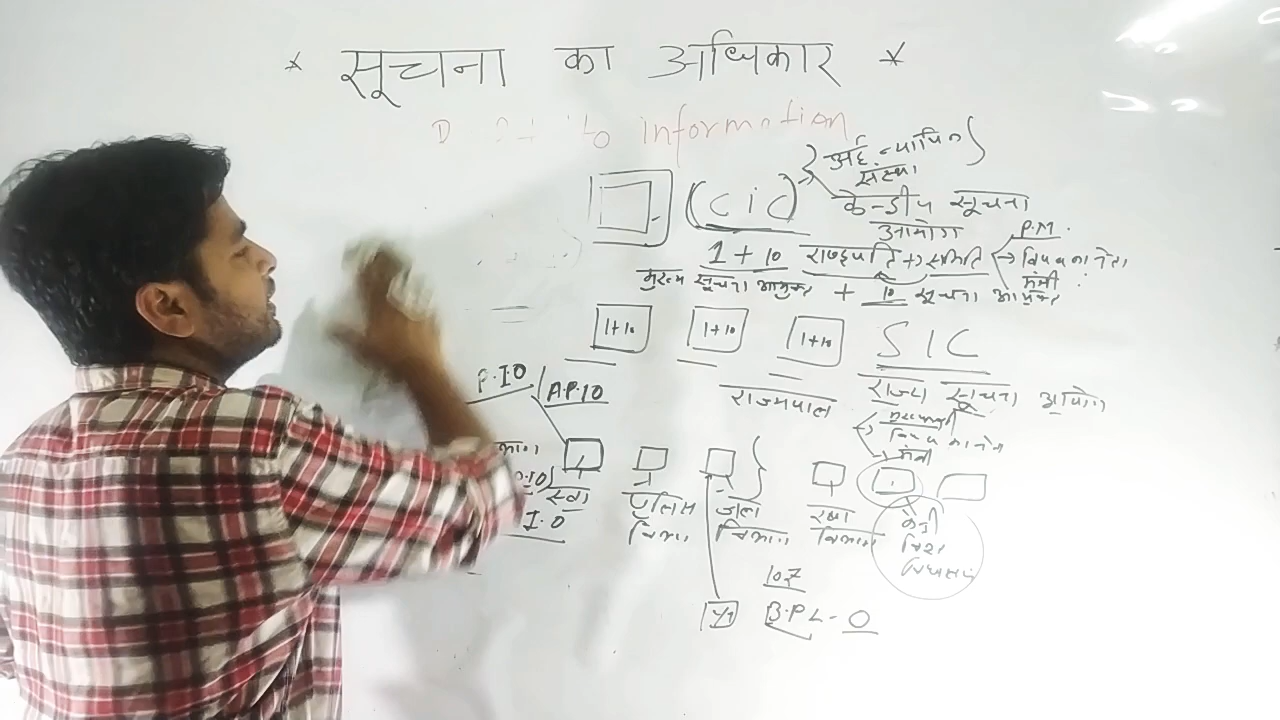 * सूचना का अधिकार *
to Information
(CIC)
अर्द्ध न्यायिक
संस्था
केन्द्रीय सूचना
आयोग
1 + 10 राष्ट्रपति → समिति
P.M.
विपक्ष का नेता
मंत्री
मुख्य सूचना आयुक्त + 10 सूचना आयुक्त
1+10 1+10 1+10 SIC
राज्यपाल राज्य सूचना आयोग
मुख्यमंत्री
विपक्ष का नेता
मंत्री
P.I.O A.P.I.O
I.O
पुलिस जल रक्षा
विभाग विभाग विभाग
10₹
B.P.L - 0